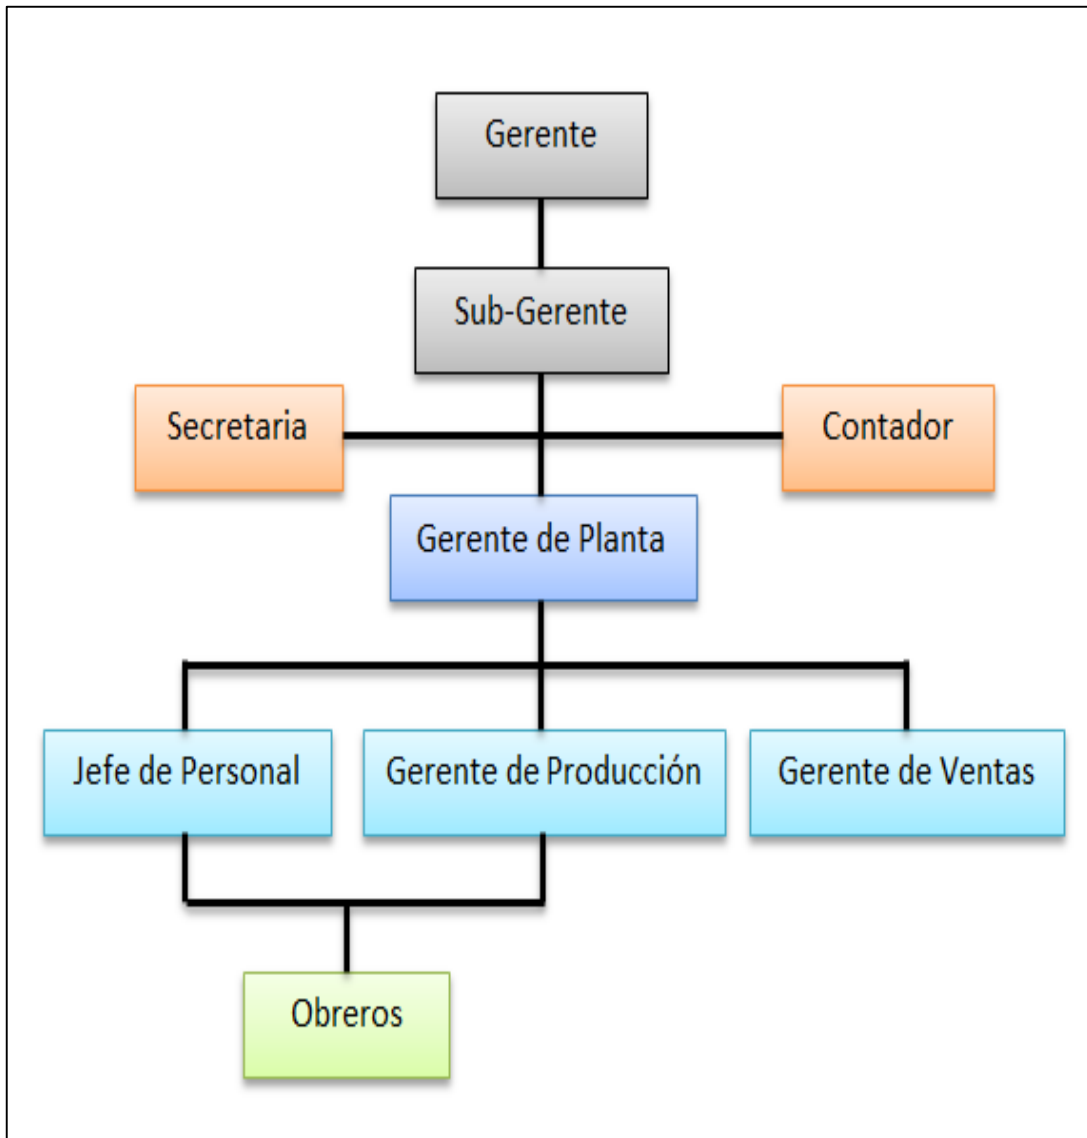 Gerente
Sub-Gerente
Secretaria
Contador
Gerente de Planta
Jefe de Personal
Gerente de Producción
Gerente de Ventas
Obreros